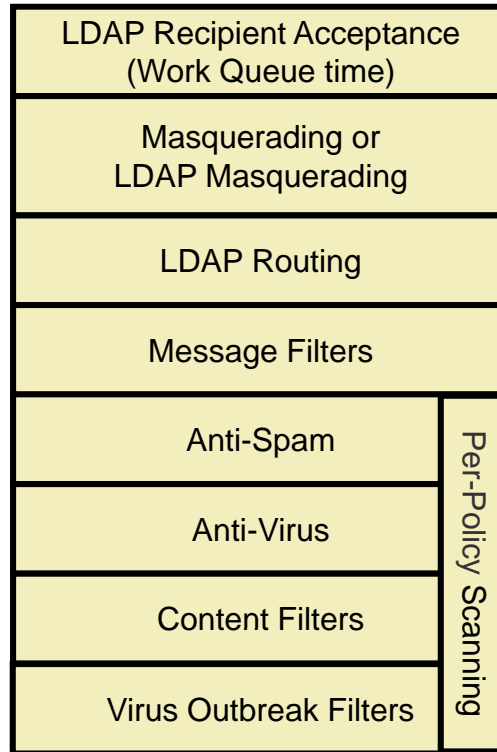 LDAP Recipient Acceptance
(Work Queue time)
Masquerading or
LDAP Masquerading
LDAP Routing
Message Filters
Anti-Spam
Anti-Virus
Content Filters
Virus Outbreak Filters
Per-Policy Scanning